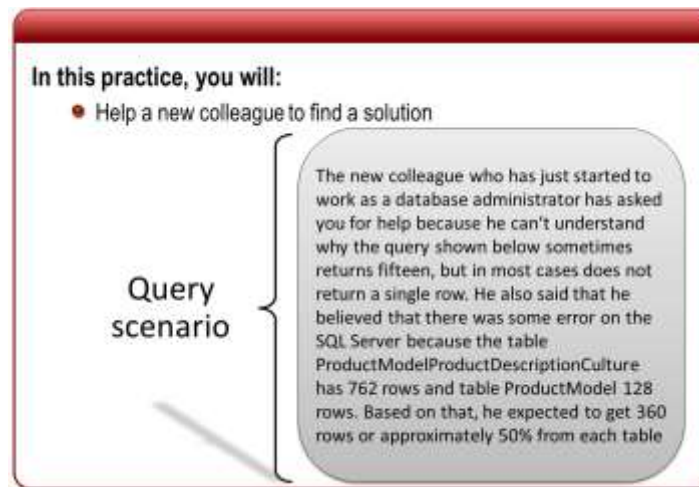 In this practice, you will:
Help a new colleague to find a solution
Query
scenario
The new colleague who has just started to
work as a database administrator has asked
you for help because he can't understand
why the query shown below sometimes
returns fifteen, but in most cases does not
return a single row. He also said that he
believed that there was some error on the
SQL Server because the table
ProductModelProductDescriptionCulture
has 762 rows and table ProductModel 128
rows. Based on that, he expected to get 360
rows or approximately 50% from each table